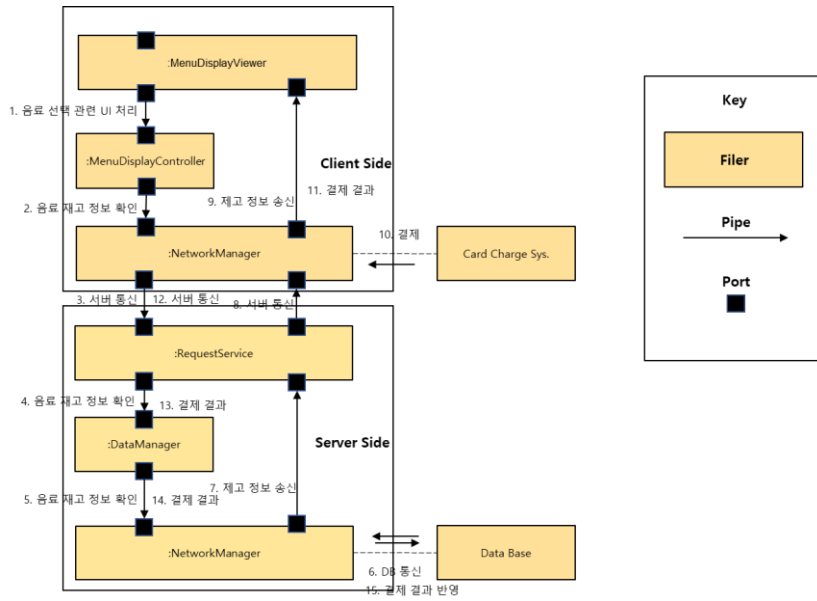 :MenuDisplayViewer
1. 음료 선택 관련 UI 처리
:MenuDisplayController
Client Side
2. 음료 재고 정보 확인
9. 제고 정보 송신
11. 결제 결과
10. 결제
:NetworkManager
Card Charge Sys.
3. 서버 통신
12. 서버 통신
8. 서버 통신
:RequestService
4. 음료 재고 정보 확인
13. 결제 결과
:DataManager
Server Side
7. 제고 정보 송신
5. 음료 재고 정보 확인
14. 결제 결과
:NetworkManager
Data Base
6. DB 통신
15. 결제 결과 반영
Key
Filer
Pipe
Port